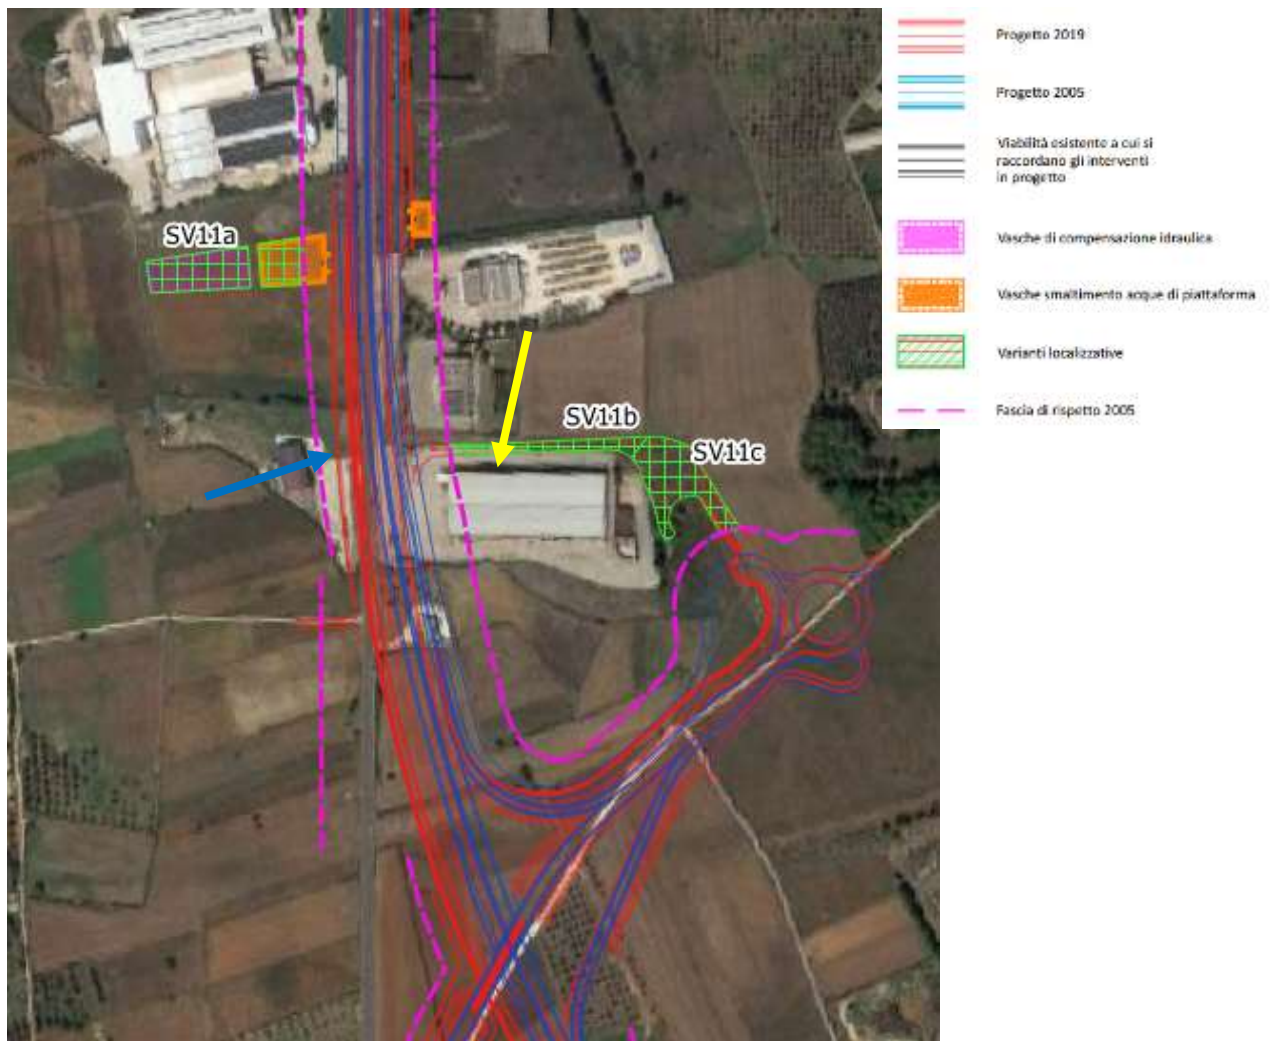 SV11a
SV11b
SV11c
Progetto 2019
Progetto 2005
Viabilità esistente a cui si
raccordano gli interventi
in progetto
Vasche di compensazione idraulica
Vasche smaltimento acque di piattaforma
Varianti localizzative
Fascia di rispetto 2005